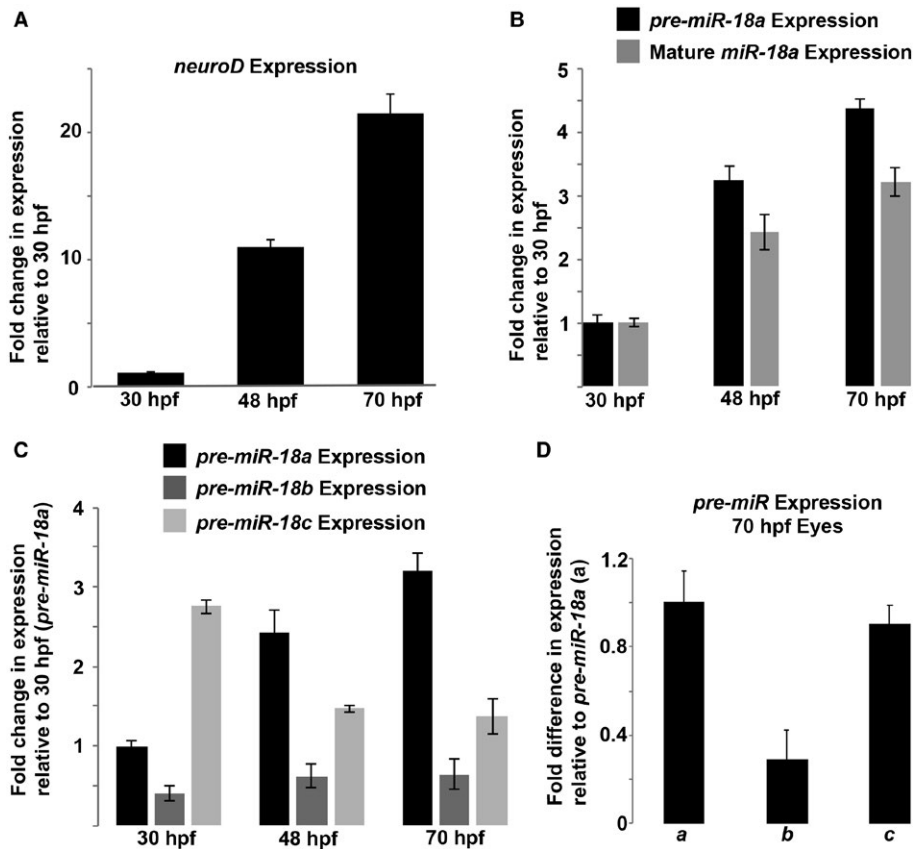 A
neuroD Expression
Fold change in expression
relative to 30 hpf
20
10
0
30 hpf 48 hpf 70 hpf
B
pre-miR-18a Expression
Mature miR-18a Expression
Fold change in expression
relative to 30 hpf
5
4
3
2
1
30 hpf 48 hpf 70 hpf
C
pre-miR-18a Expression
pre-miR-18b Expression
pre-miR-18c Expression
Fold change in expression
relative to 30 hpf (pre-miR-18a)
4
3
2
1
30 hpf 48 hpf 70 hpf
D
pre-miR Expression
70 hpf Eyes
Fold difference in expression
relative to pre-miR-18a (a)
1.2
0.8
0.4
0
a b c